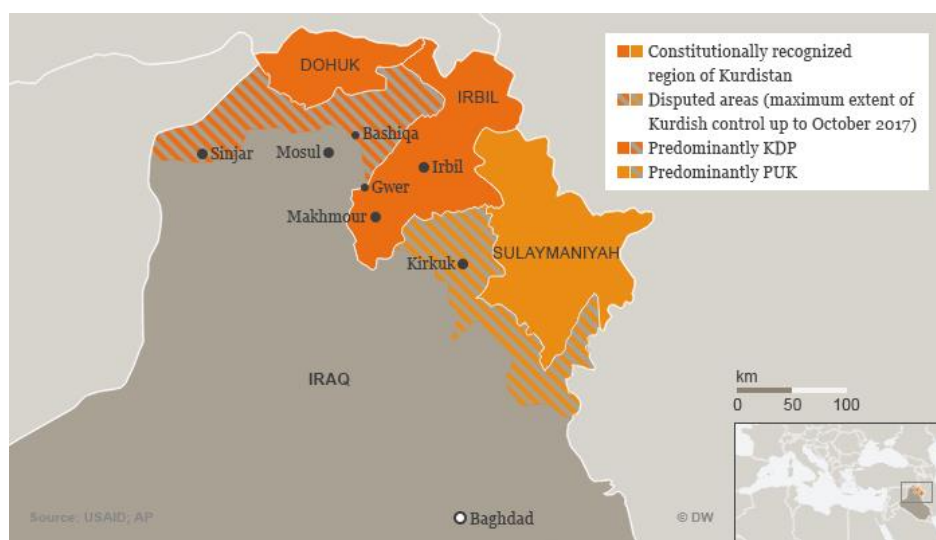 Constitutionally recognized
region of Kurdistan
Disputed areas (maximum extent of
Kurdish control up to October 2017)
Predominantly KDP
Predominantly PUK
DOHUK
IRBIL
Bashiqa
Sinjar
Mosul
Irbil
Gwer
Makhmour
SULAYMANIYAH
Kirkuk
IRAQ
km
0 50 100
Baghdad
Source: USAID; AP
© DW